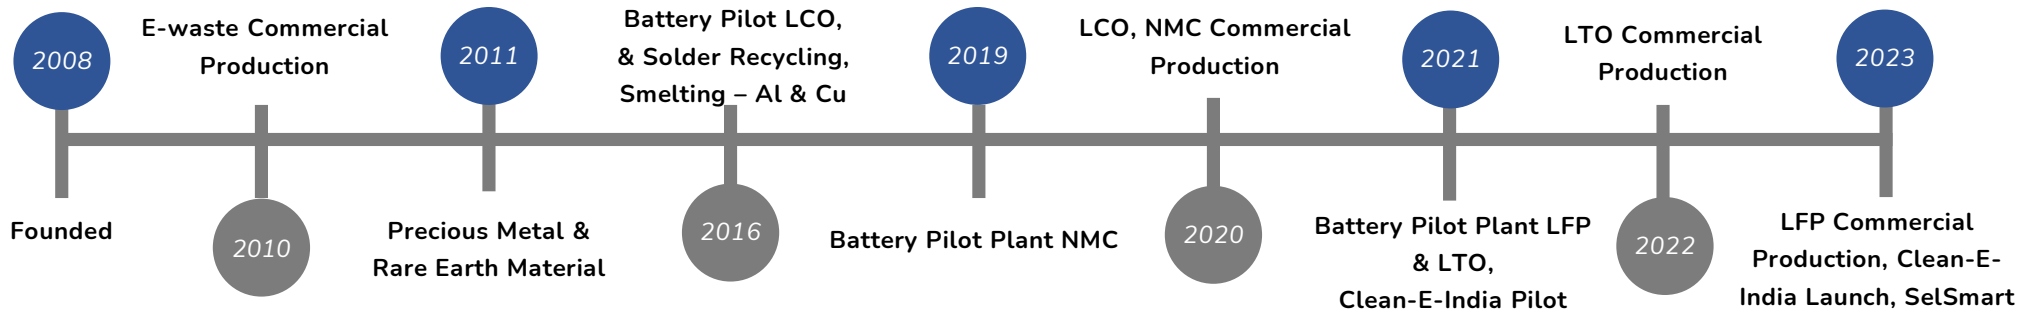 2008
Founded
E-waste Commercial
Production
2010
2011
Precious Metal &
Rare Earth Material
Battery Pilot LCO,
& Solder Recycling,
Smelting – Al & Cu
2016
2019
Battery Pilot Plant NMC
LCO, NMC Commercial
Production
2020
2021
Battery Pilot Plant LFP
& LTO,
Clean-E-India Pilot
LTO Commercial
Production
2022
2023
LFP Commercial
Production, Clean-E-
India Launch, SelSmart